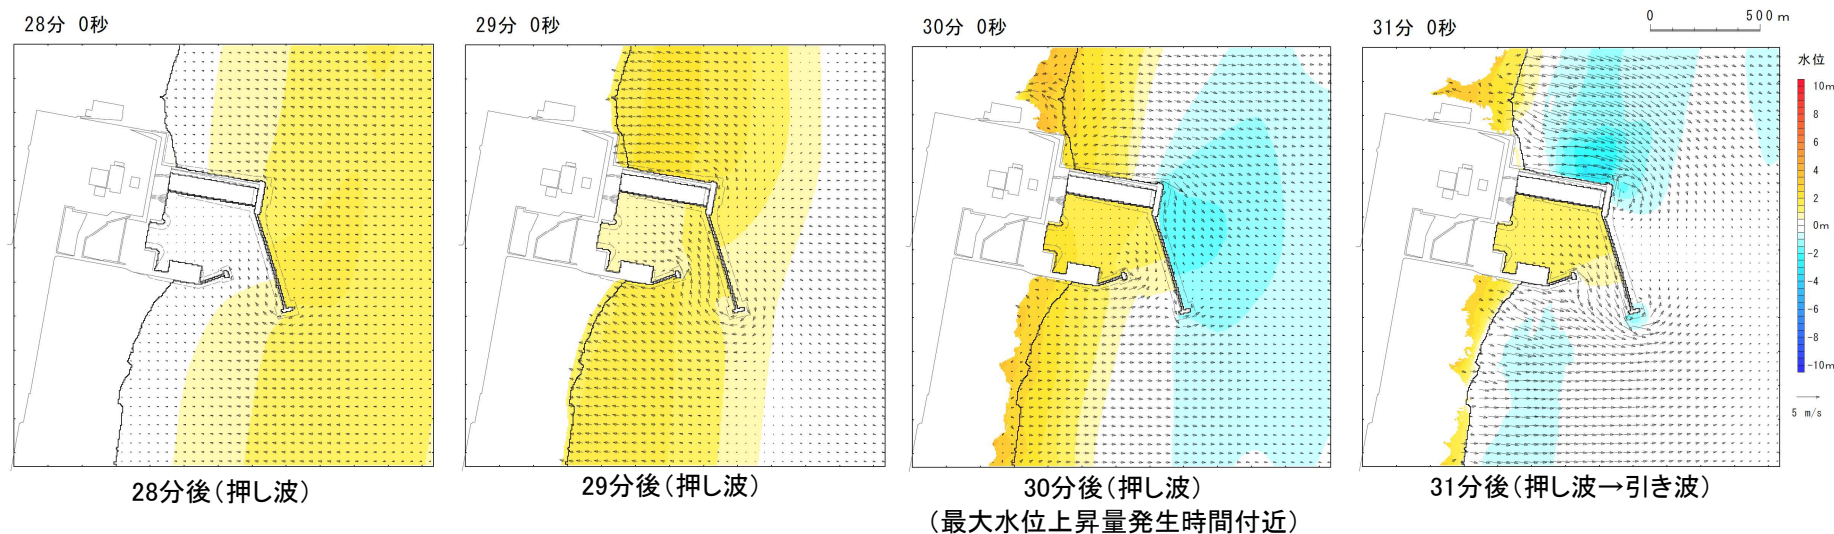 28分 0秒
29分 0秒
30分 0秒
31分 0秒
0 500m
水位
10m
8
6
4
2
0m
-2
-4
-6
-8
-10m
5 m/s
28分後（押し波）
29分後（押し波）
30分後（押し波）
（最大水位上昇量発生時間付近）
31分後（押し波→引き波）